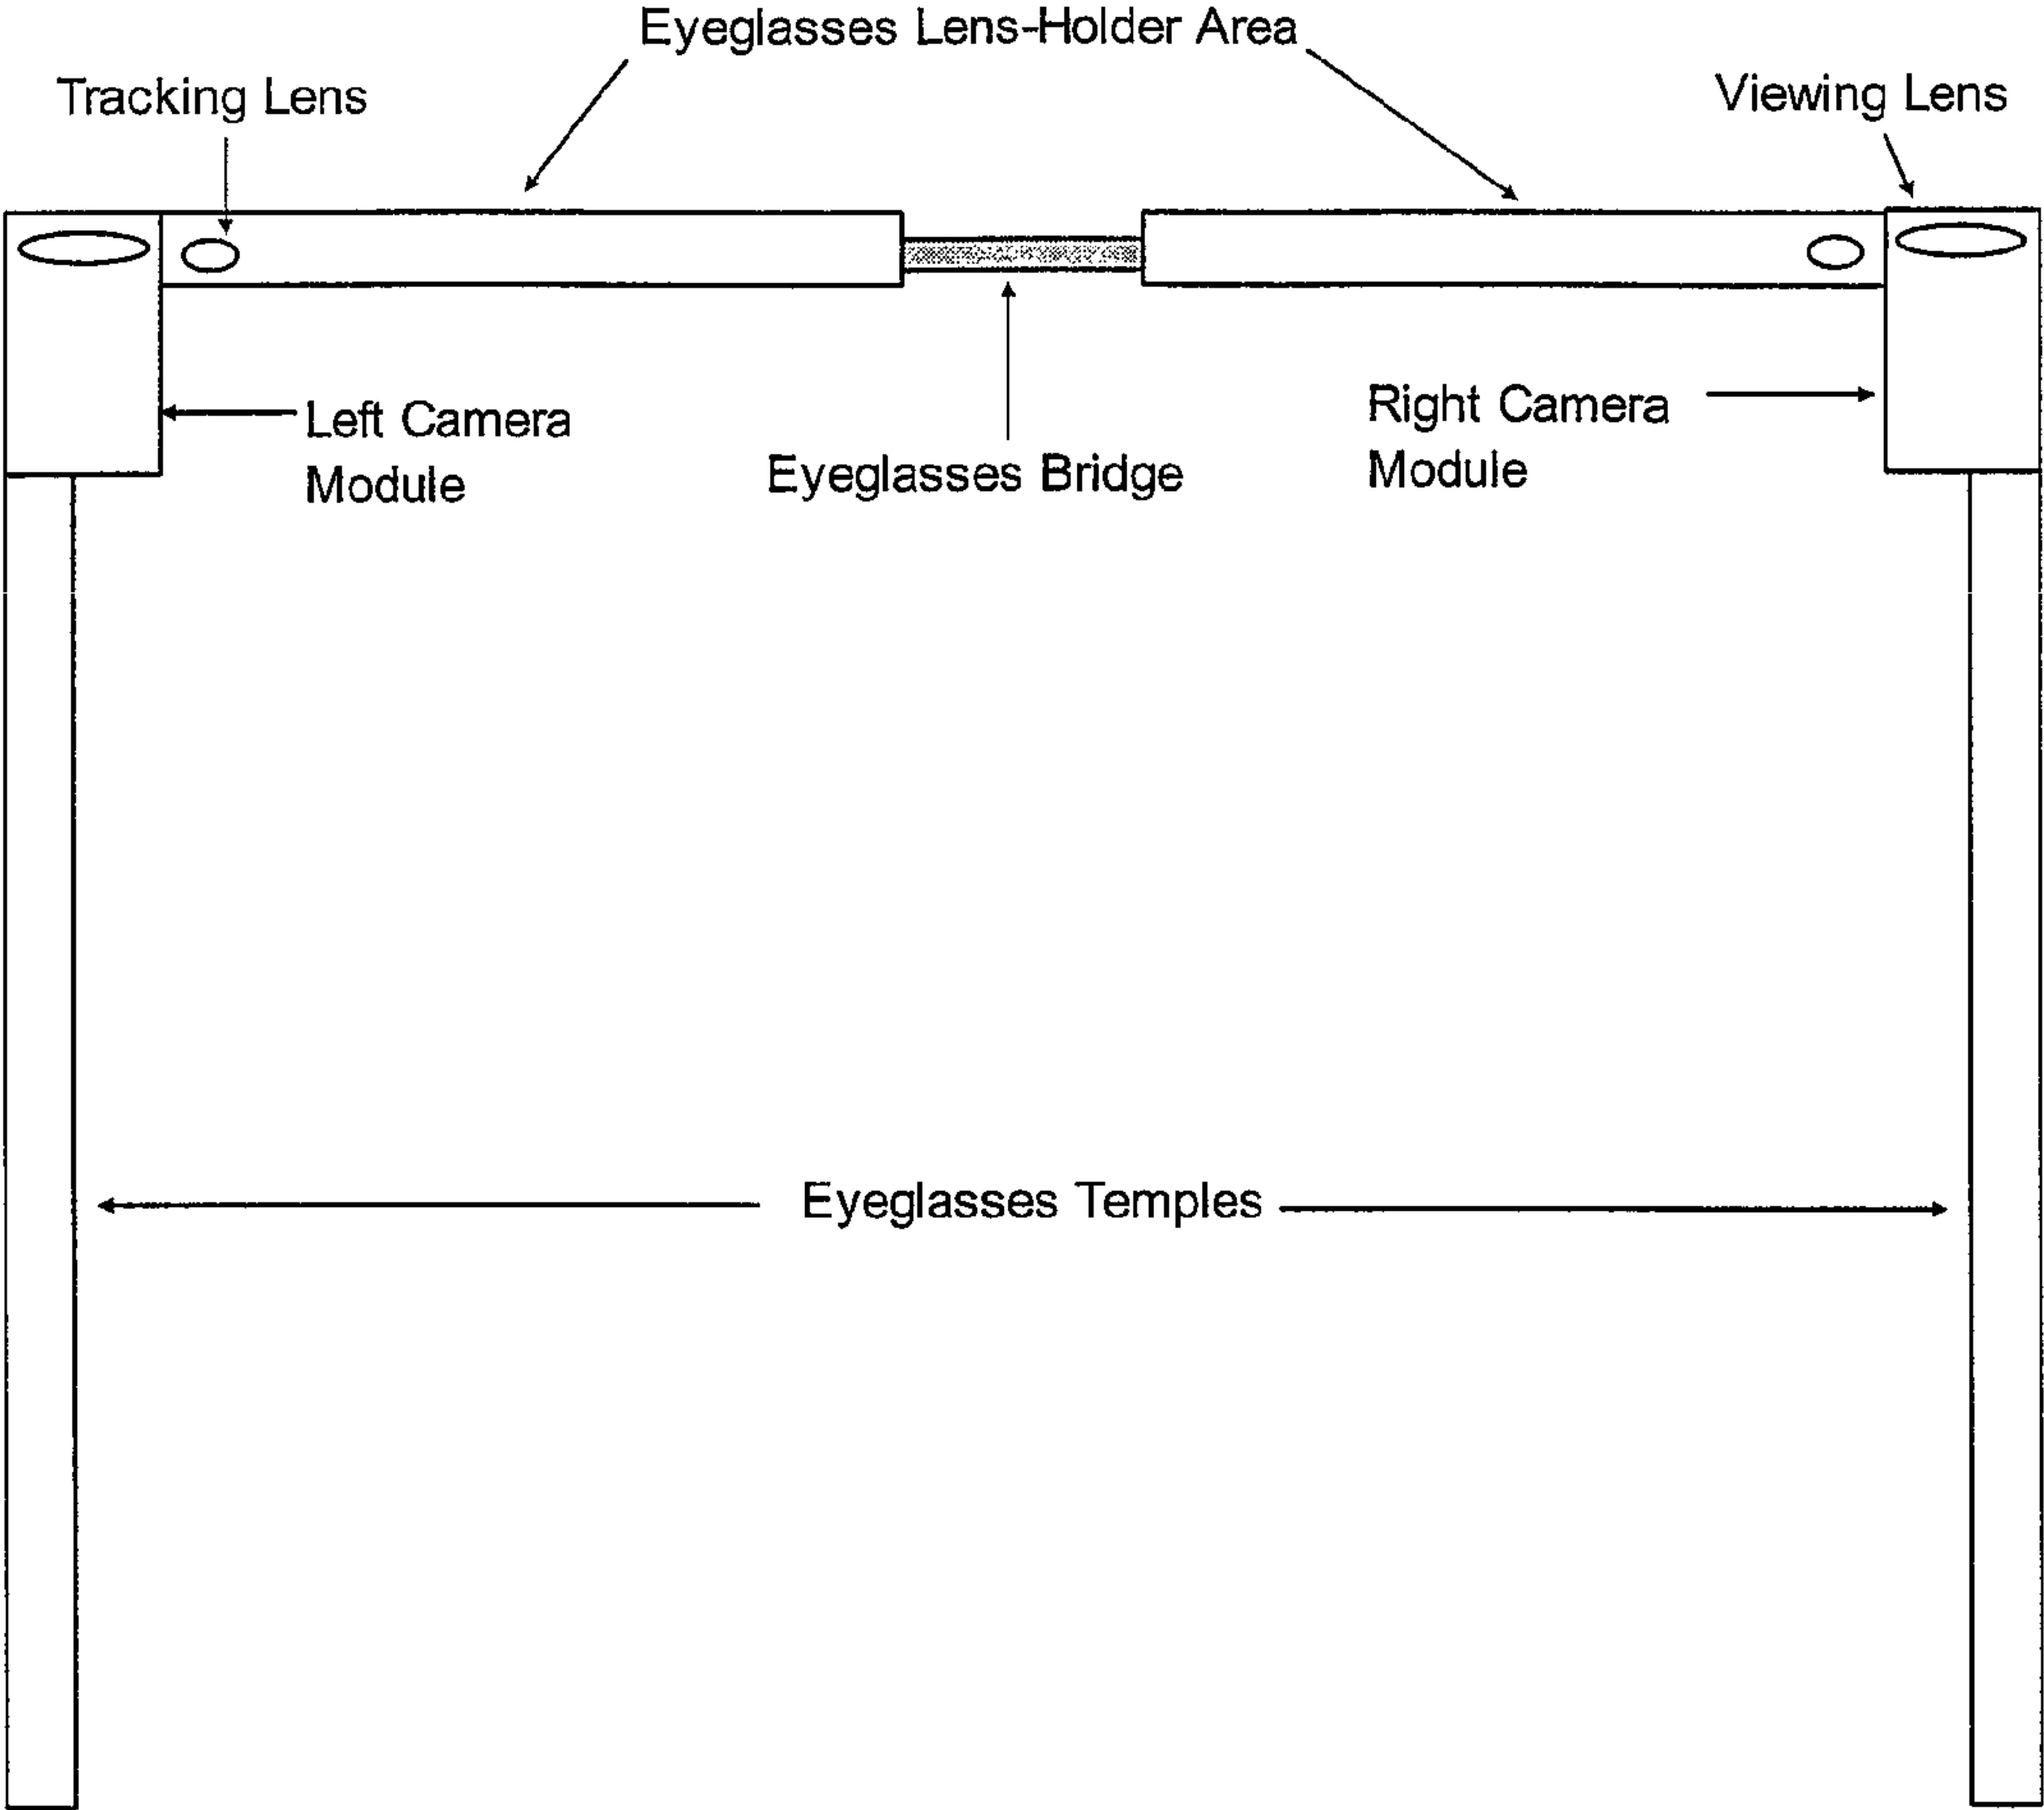 Eyeglasses Lens-Holder Area
Tracking Lens
Viewing Lens
Left Camera
Module
Eyeglasses Bridge
Right Camera
Module
Eyeglasses Temples